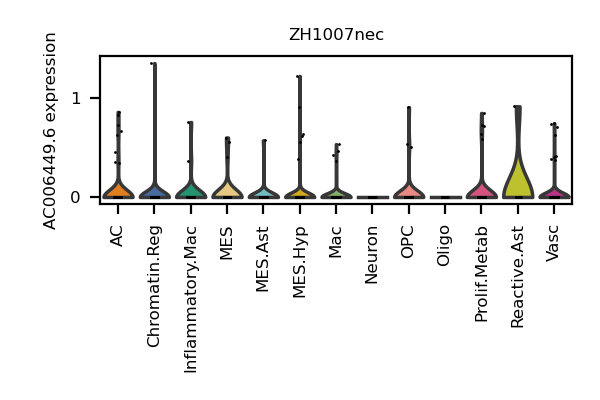 ZH1007nec
AC006449.6 expression
1
0
AC
Chromatin.Reg
Inflammatory.Mac
MES
MES.Ast
MES.Hyp
Mac
Neuron
OPC
Oligo
Prolif.Metab
Reactive.Ast
Vasc